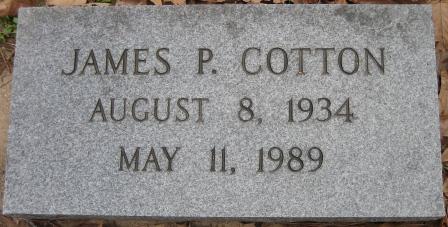 JAMES P. COTTON
AUGUST 8, 1934
MAY 11, 1989